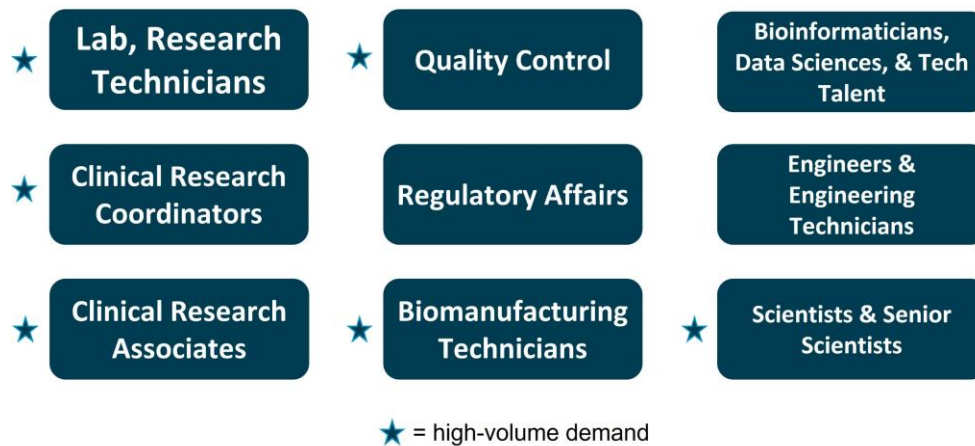 Lab, Research
Technicians
Quality Control
Bioinformaticians,
Data Sciences, & Tech
Talent
Clinical Research
Coordinators
Regulatory Affairs
Engineers &
Engineering
Technicians
Clinical Research
Associates
Biomanufacturing
Technicians
Scientists & Senior
Scientists
= high-volume demand